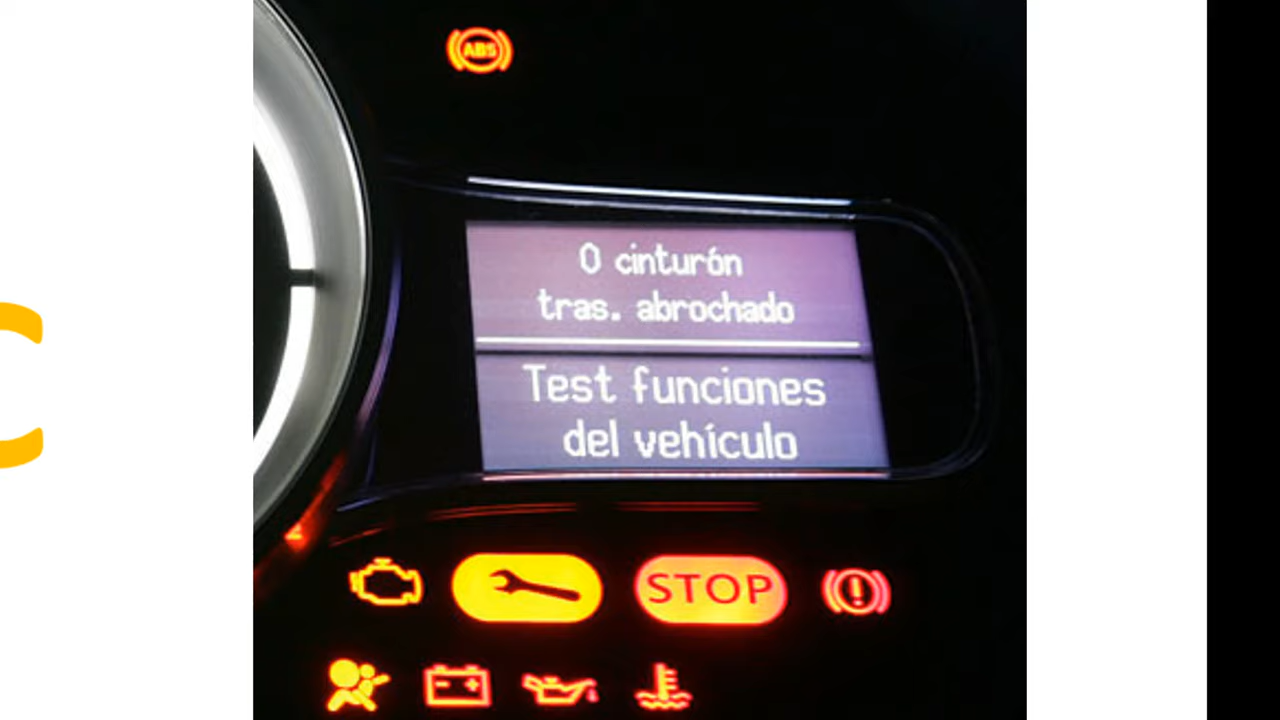 ABS
0 cinturón
tras. abrochado
Test funciones
del vehículo
STOP